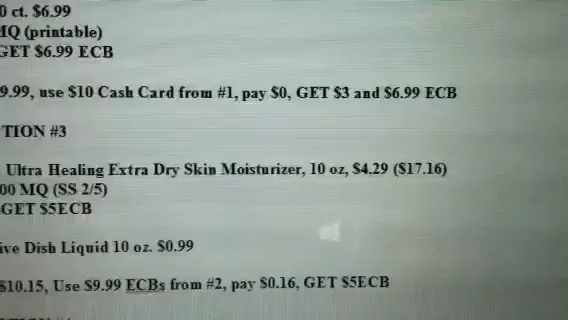 0 ct. $6.99
MQ (printable)
GET $6.99 ECB
9.99, use $10 Cash Card from #1, pay $0, GET $3 and $6.99 ECB
TION #3
Ultra Healing Extra Dry Skin Moisturizer, 10 oz, $4.29 ($17.16)
00 MQ (SS 2/5)
GET $5ECB
ive Dish Liquid 10 oz. $0.99
$10.15, Use $9.99 ECBs from #2, pay $0.16, GET $5ECB